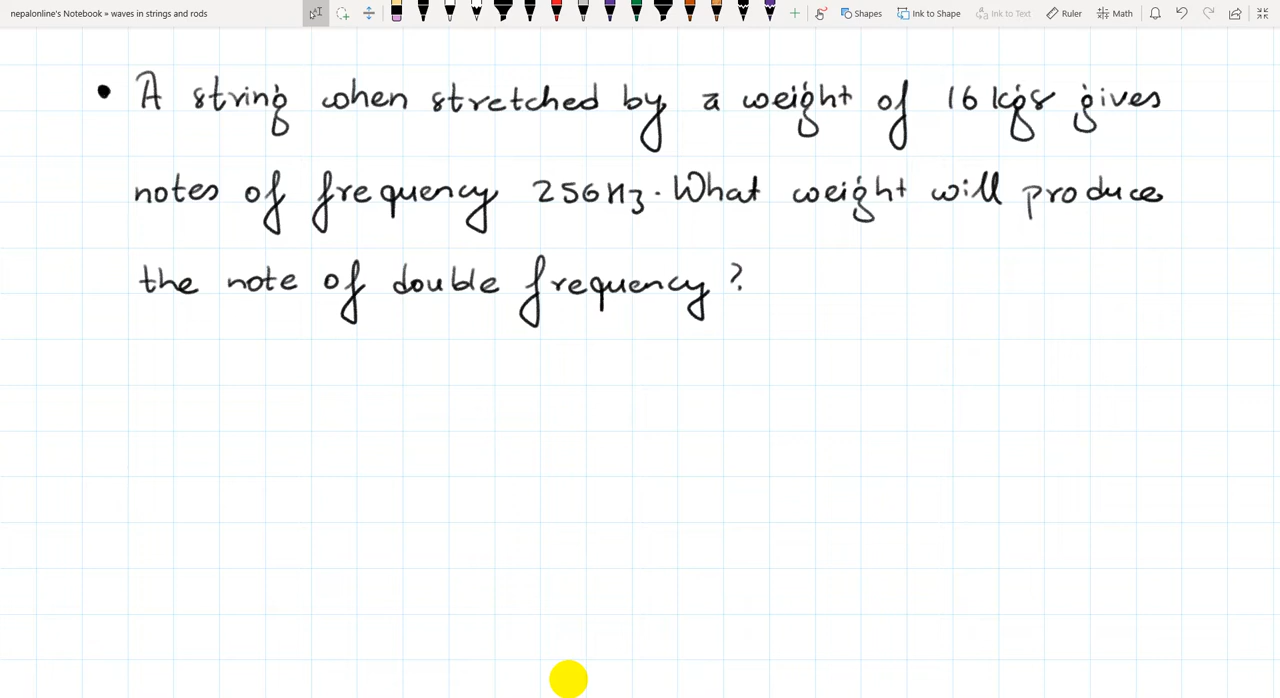 nepalonline's Notebook » waves in strings and rods
Shapes
Ink to Shape
Ink to Text
Ruler
Math
• A string when stretched by a weight of 16 kgs gives
notes of frequency 256Hz. What weight will produce
the note of double frequency?